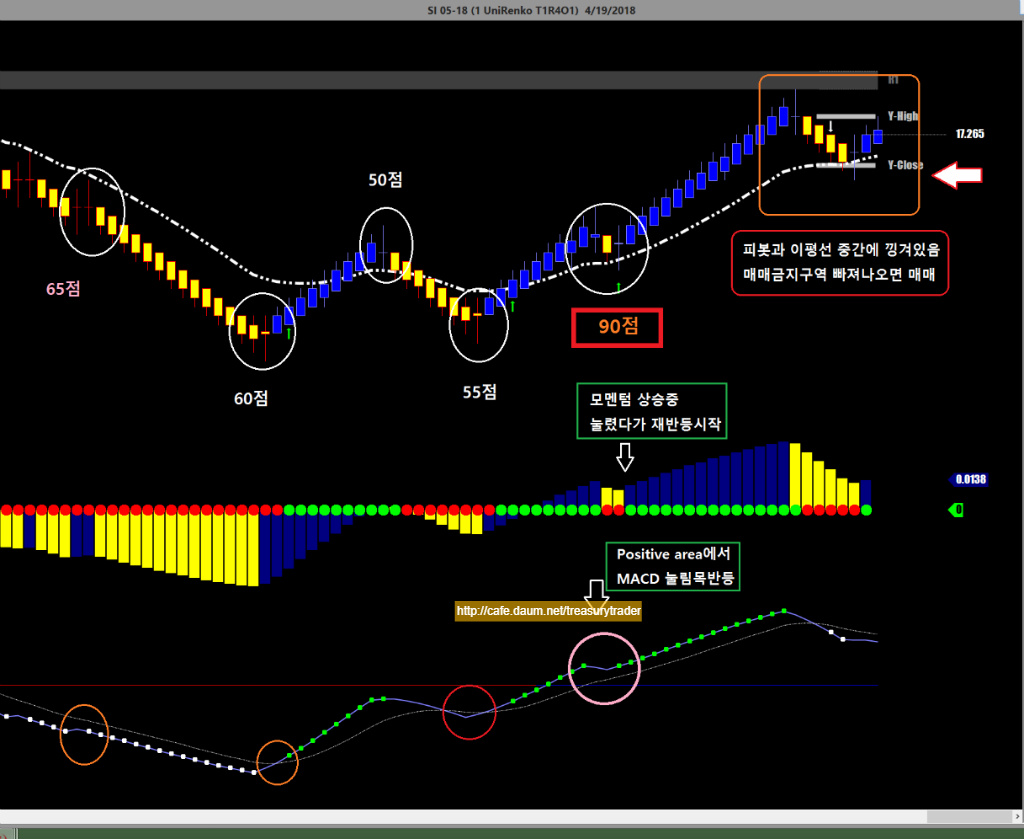 SI 05-18 (1 UniRenko T1R4O1) 4/19/2018
R1
Y-High
17.265
50점
Y-Close
피봇과 이평선 중간에 낑겨있음
매매금지구역 빠져나오면 매매
65점
90점
60점
55점
모멘텀 상승중
눌렸다가 재반등시작
0.0138
0
Positive area에서
MACD 눌림목반등
http://cafe.daum.net/treasurytrader